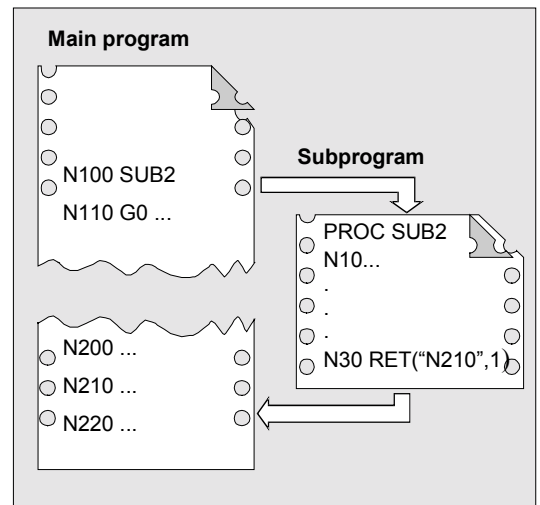 Main program
N100 SUB2
N110 G0 ...
Subprogram
PROC SUB2
N10...
.
.
.
N30 RET(“N210”,1)
N200 ...
N210 ...
N220 ...